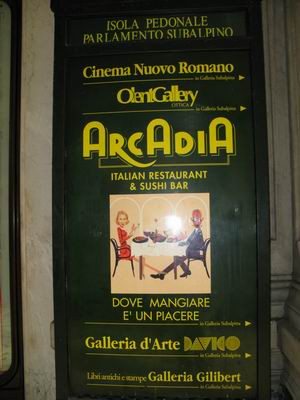 ISOLA PEDONALE
PARLAMENTO SUBALPINO
Cinema Nuovo Romano
in Galleria Subalpina
OlentGallery
OTTICA
in Galleria Subalpina
ARCADIA
ITALIAN RESTAURANT
& SUSHI BAR
DOVE MANGIARE
E' UN PIACERE
in Galleria Subalpina
Galleria d'Arte DAVICO
in Galleria Subalpina
Libri antichi e stampe Galleria Gilibert
in Galleria Subalpina